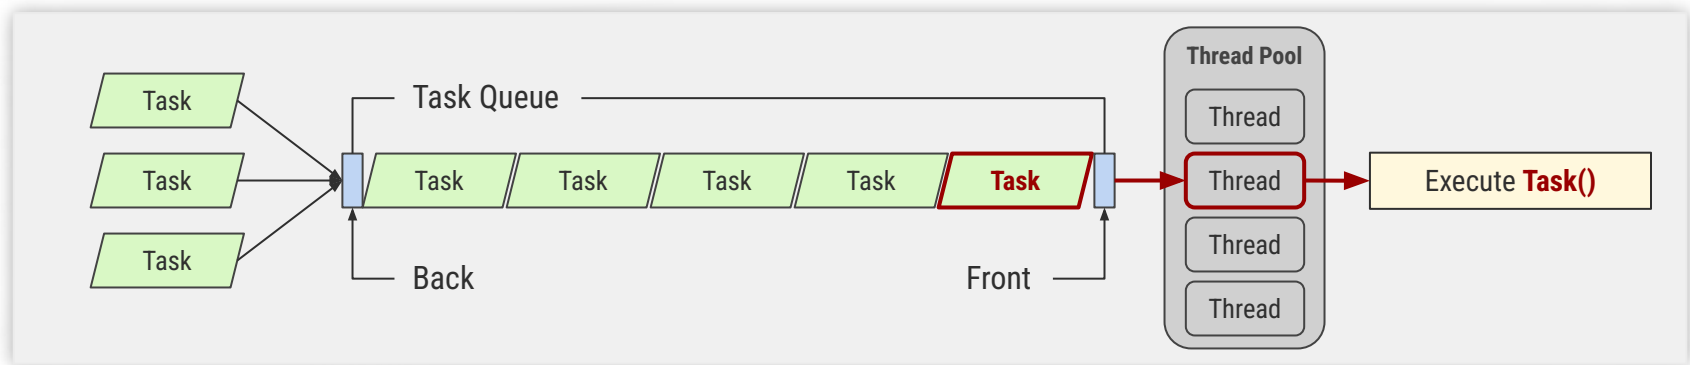 Thread Pool
Task
Task Queue
Thread
Task
Task
Task
Task
Task
Task
Thread
Execute Task()
Task
Thread
Back
Front
Thread